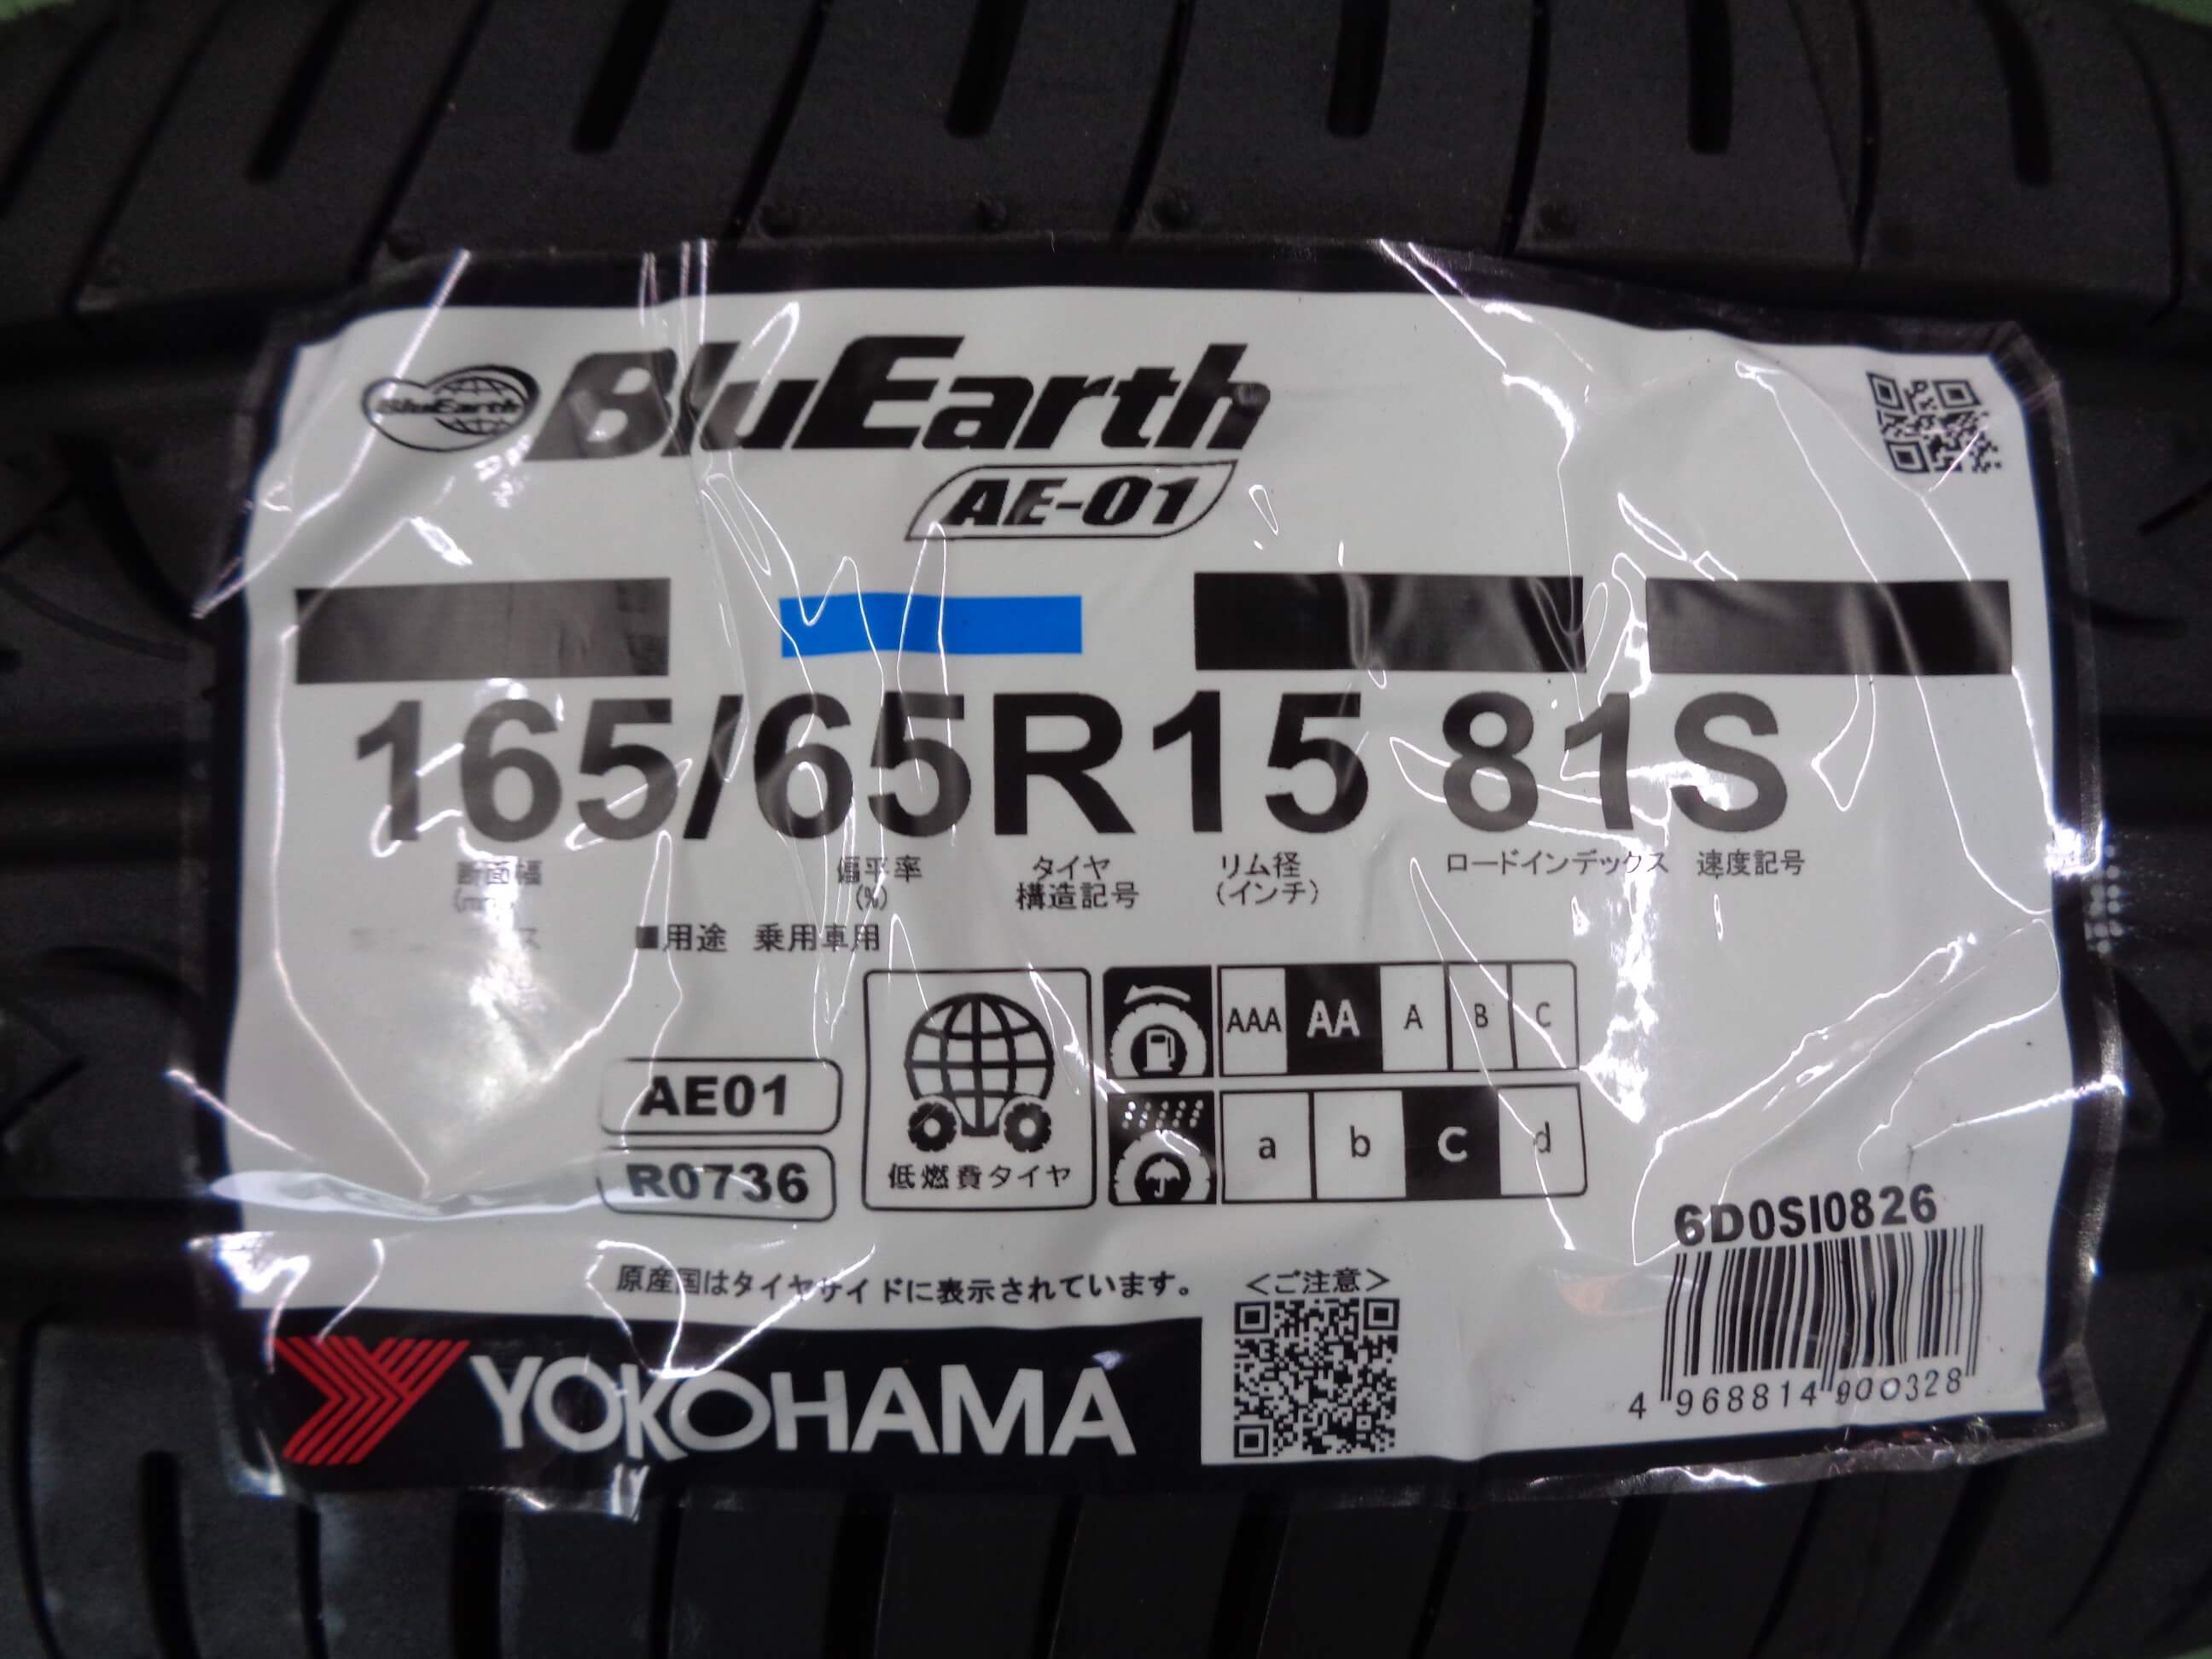 BluEarth BluEarth
AE-01
165/65R15 81S
断面幅 偏平率 タイヤ リム径 ロードインデックス 速度記号
(%) 構造記号 (インチ)
■用途 乗用車用
AAA AA A B C
AE01
a b c d
R0736
低燃費タイヤ
6D0SI0826
原産国はタイヤサイドに表示されています。
<ご注意>
4 968814 900328
YOKOHAMA